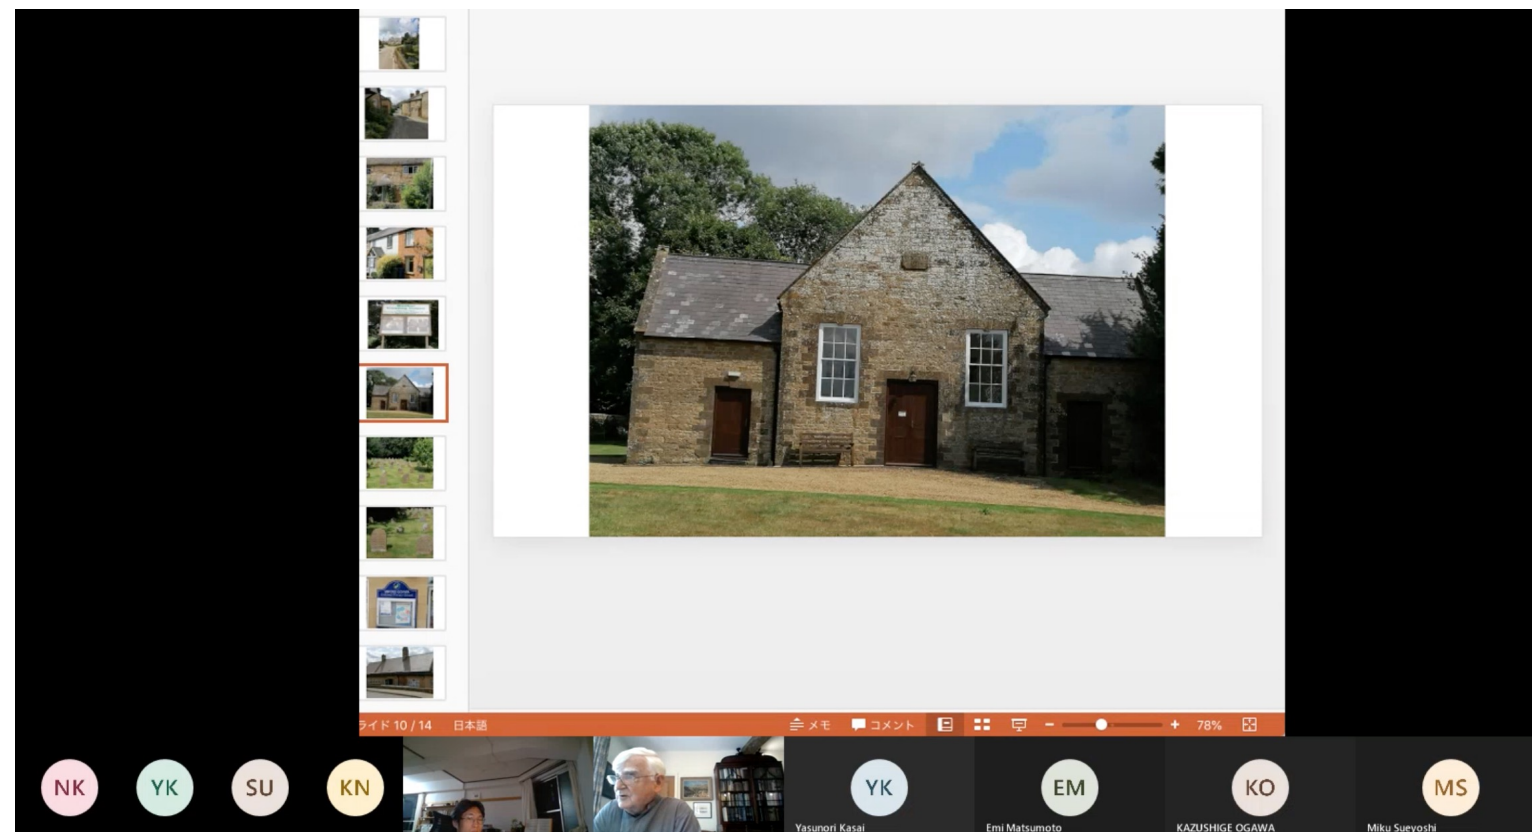 ライド 10 / 14 日本語 メモ コメント 78%
NK YK SU KN YK EM KO MS
Yasunori Kasai Emi Matsumoto KAZUSHIGE OGAWA Miku Sueyoshi